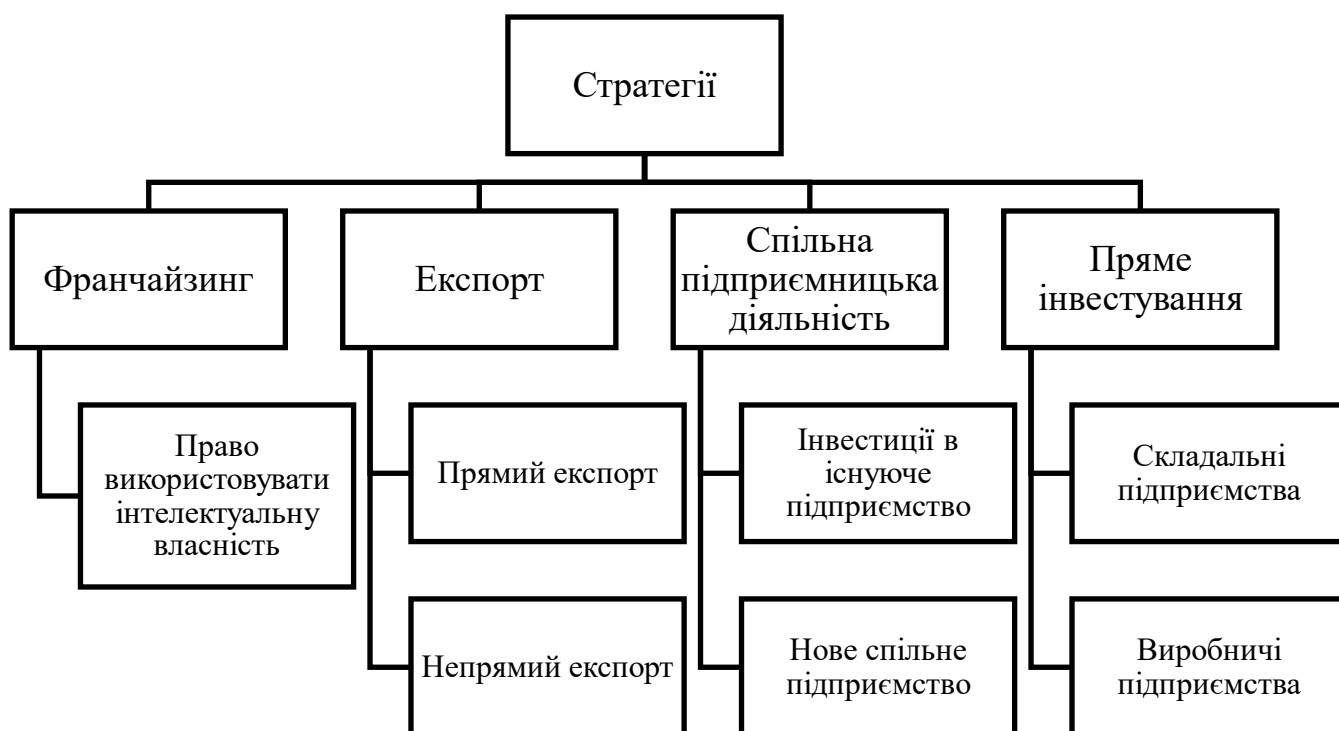 Стратегії
Франчайзинг
Експорт
Спільна
підприємницька
діяльність
Пряме
інвестування
Право
використовувати
інтелектуальну
власність
Прямий експорт
Інвестиції в
існуюче
підприємство
Складальні
підприємства
Непрямий експорт
Нове спільне
підприємство
Виробничі
підприємства